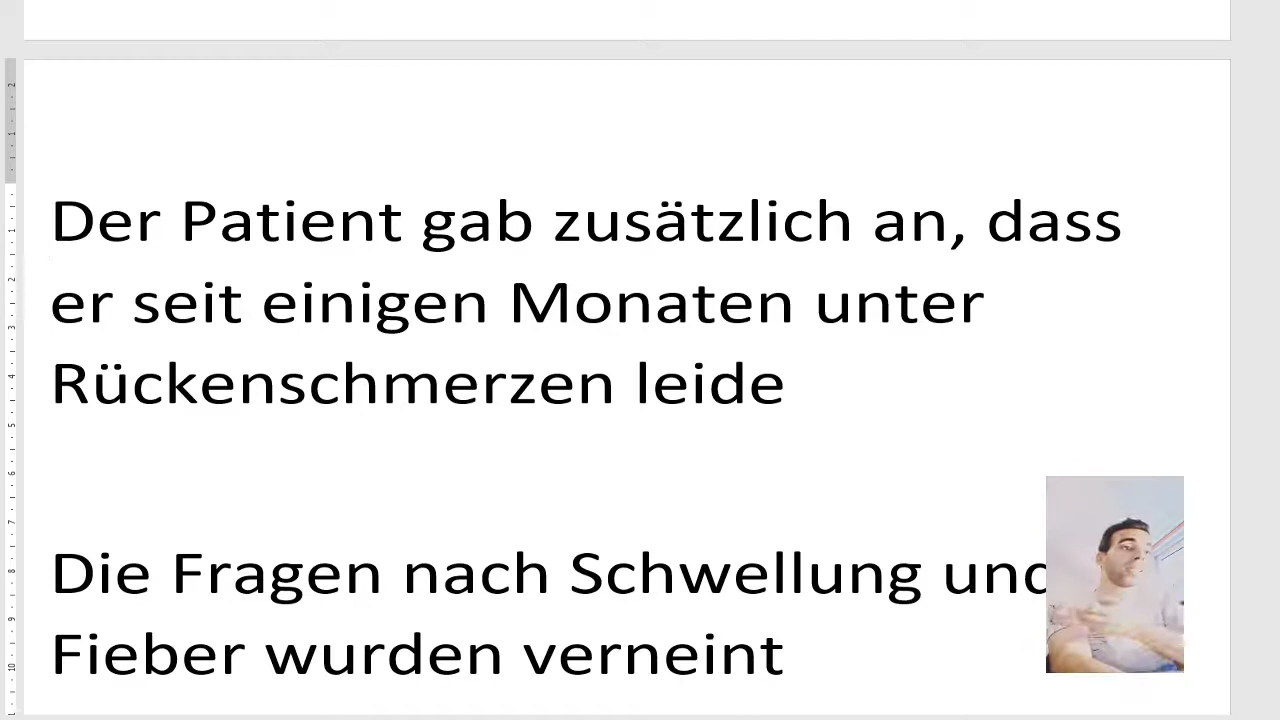 Der Patient gab zusätzlich an, dass
er seit einigen Monaten unter
Rückenschmerzen leide
Die Fragen nach Schwellung und
Fieber wurden verneint